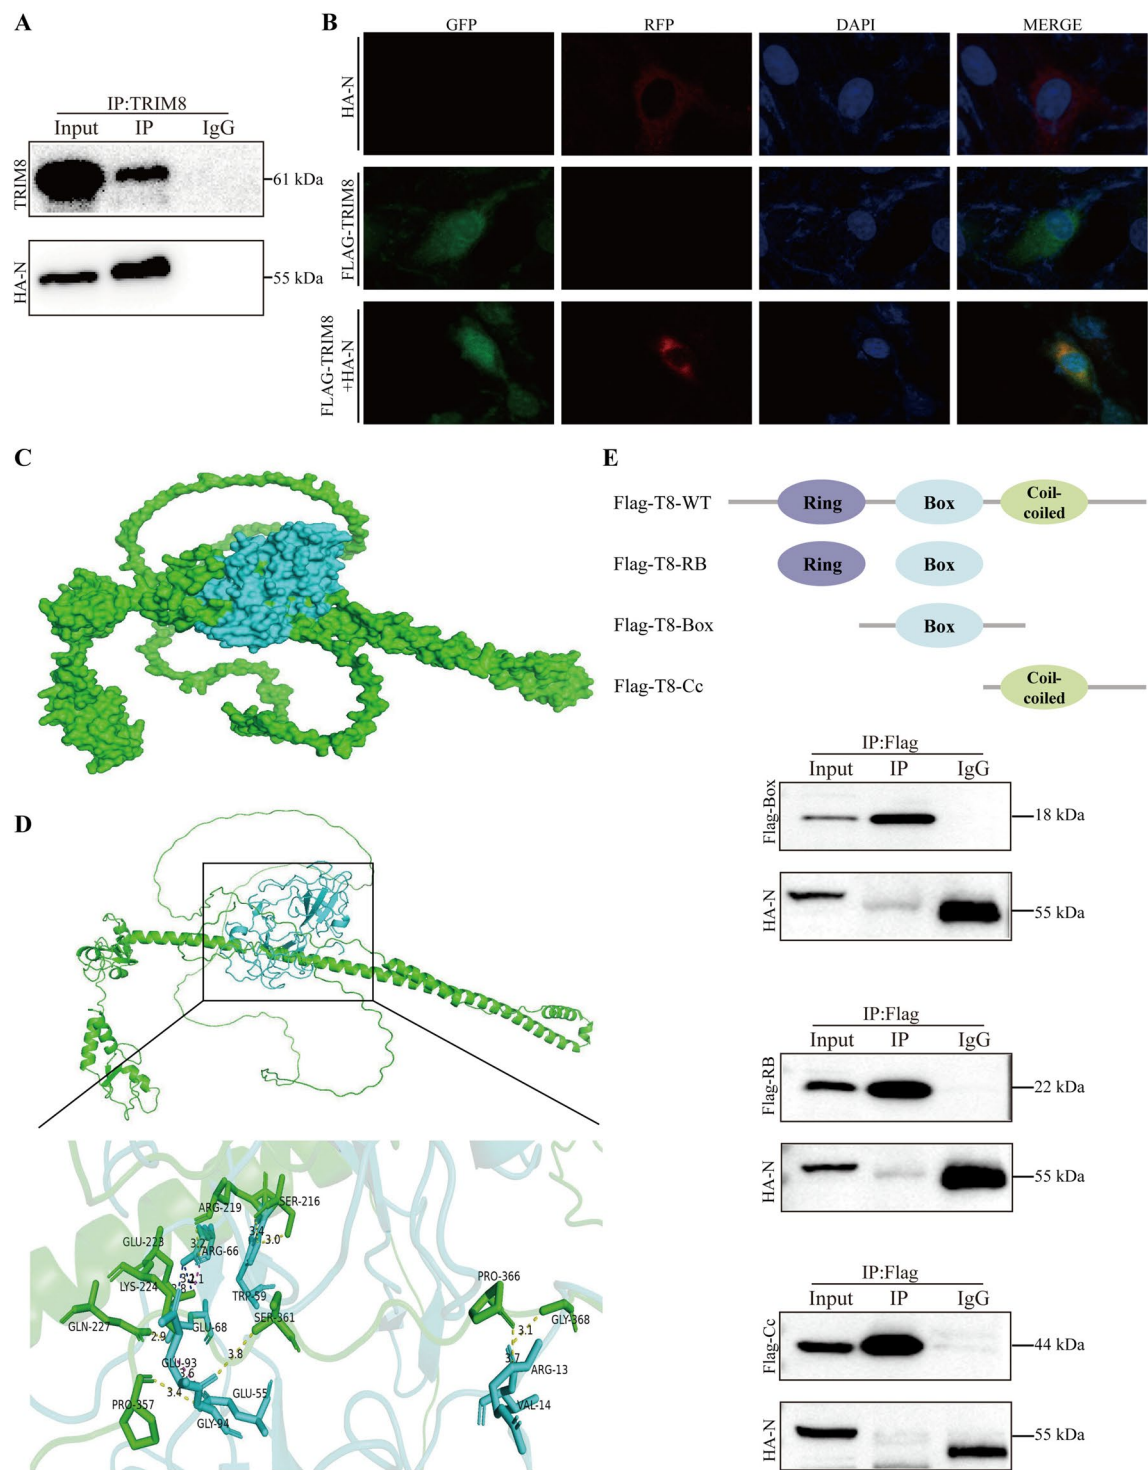 A
IP:TRIM8
Input IP IgG
TRIM8
61 kDa
HA-N
55 kDa
B
GFP RFP DAPI MERGE
HA-N
FLAG-TRIM8
FLAG-TRIM8
+HA-N
C
D
ARG-219
SER-216
3.4
3.0
GLU-223
3.2
ARG-66
LYS-224
TRP-59
SER-361
GLN-227
2.9
GLU-68
3.8
GLU-93
3.6
3.4
GLU-55
PRO-357
GLY-94
PRO-366
GLY-368
3.1
3.7
ARG-13
VAL-14
E
Flag-T8-WT
Ring
Box
Coil-
coiled
Flag-T8-RB
Ring
Box
Flag-T8-Box
Box
Flag-T8-Cc
Coil-
coiled
IP:Flag
Input IP IgG
Flag-Box
18 kDa
HA-N
55 kDa
IP:Flag
Input IP IgG
Flag-RB
22 kDa
HA-N
55 kDa
IP:Flag
Input IP IgG
Flag-Cc
44 kDa
HA-N
55 kDa